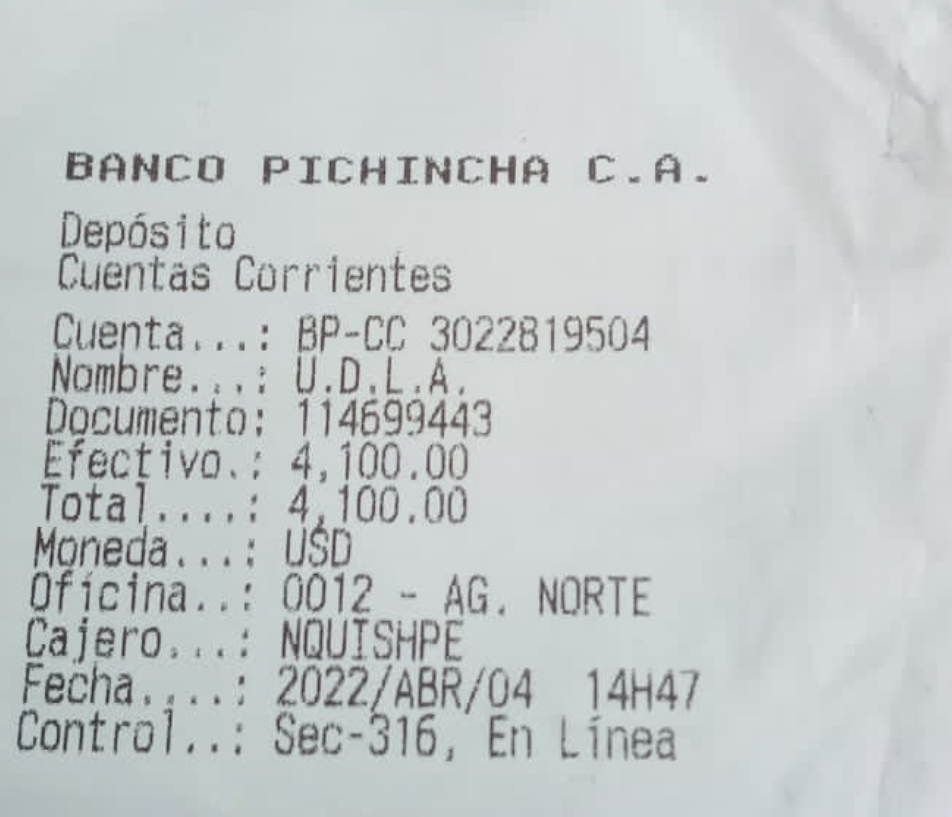 BANCO PICHINCHA C.A.
Depósito
Cuentas Corrientes
Cuenta...: BP-CC 3022819504
Nombre...: U.D.L.A.
Documento: 114699443
Efectivo.: 4,100.00
Total....: 4,100.00
Moneda...: USD
Oficina..: 0012 - AG. NORTE
Cajero...: NQUISHPE
Fecha....: 2022/ABR/04  14H47
Control..: Sec-316, En Línea